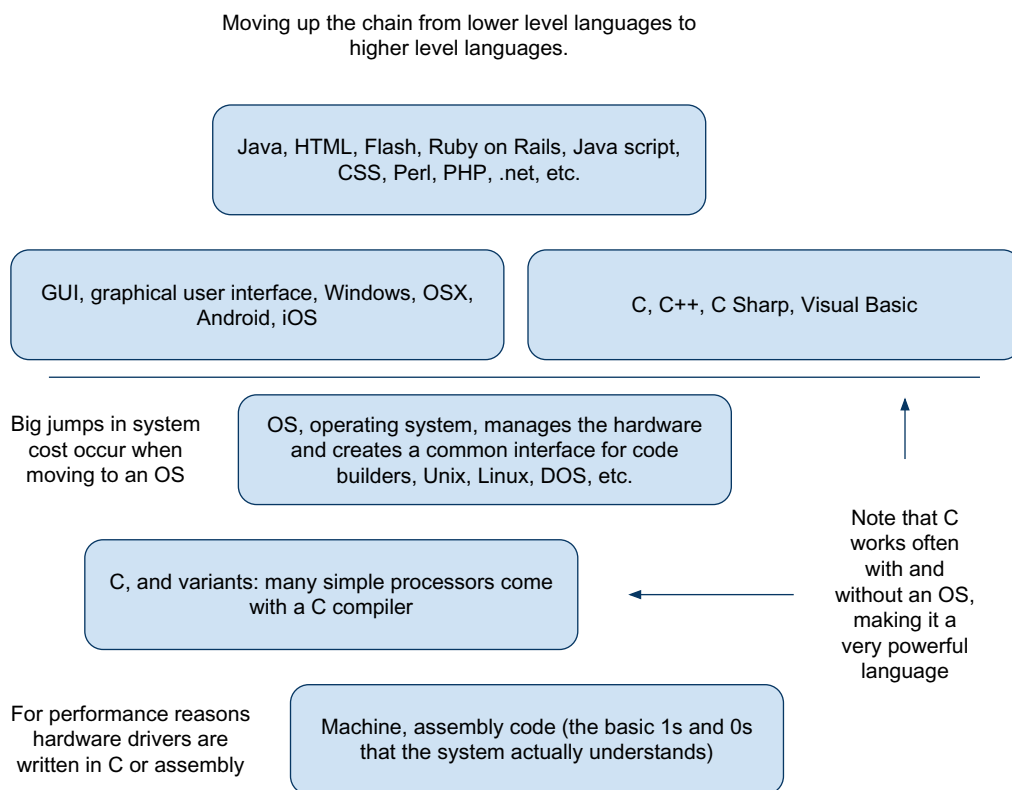 Moving up the chain from lower level languages to
higher level languages.
Java, HTML, Flash, Ruby on Rails, Java script,
CSS, Perl, PHP, .net, etc.
GUI, graphical user interface, Windows, OSX,
Android, iOS
C, C++, C Sharp, Visual Basic
Big jumps in system
cost occur when
moving to an OS
OS, operating system, manages the hardware
and creates a common interface for code
builders, Unix, Linux, DOS, etc.
Note that C
works often
with and
without an OS,
making it a
very powerful
language
C, and variants: many simple processors come
with a C compiler
For performance reasons
hardware drivers are
written in C or assembly
Machine, assembly code (the basic 1s and 0s
that the system actually understands)